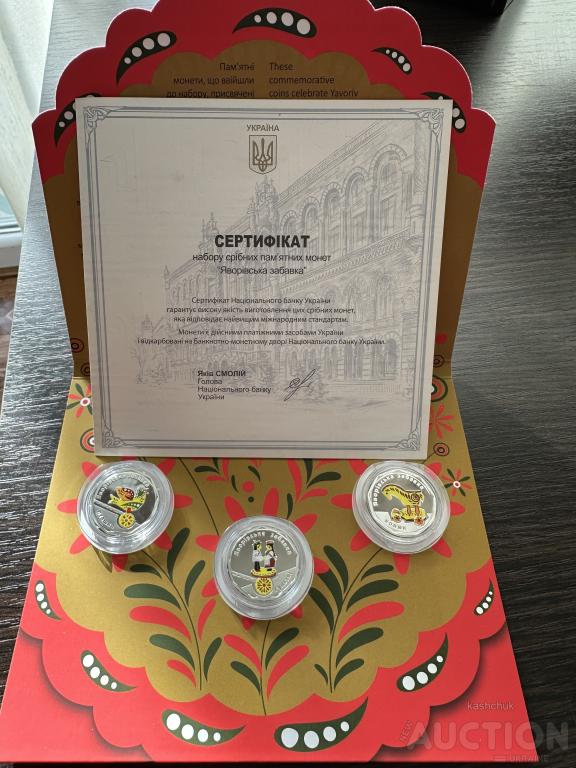 Пам'ятні
монети, що ввійшли
до набору, присвячені
These
commemorative
coins celebrate Yavoriv
УКРАЇНА
СЕРТИФІКАТ
набору срібних пам'ятних монет
"Яворівська забавка"
Сертифікат Національного банку України
гарантує високу якість виготовлення цих срібних монет,
яка відповідає найвищим міжнародним стандартам.
Монети є дійсними платіжними засобами України
і відкарбовані на Банкнотно-монетному дворі Національного банку України.
Яків СМОЛІЙ
Голова
Національного банку
України
Яворівська забавка
Яворівська забавка
КОНИК
kashchuk
AUCTION
UKRAINE